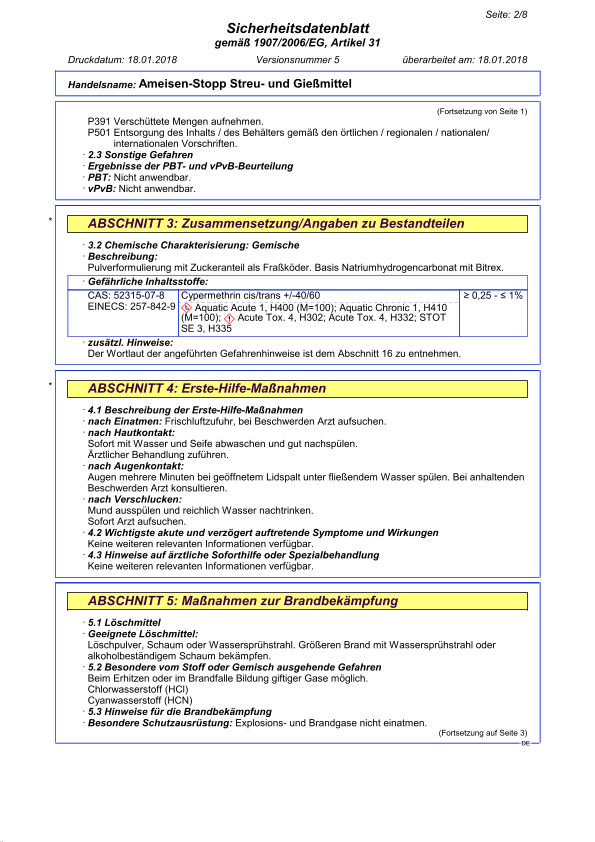 Seite: 2/8
Sicherheitsdatenblatt
gemäß 1907/2006/EG, Artikel 31
Druckdatum: 18.01.2018 Versionsnummer 5 überarbeitet am: 18.01.2018
Handelsname: Ameisen-Stopp Streu- und Gießmittel
(Fortsetzung von Seite 1)
P391 Verschüttete Mengen aufnehmen.
P501 Entsorgung des Inhalts / des Behälters gemäß den örtlichen / regionalen / nationalen/
internationalen Vorschriften.
· 2.3 Sonstige Gefahren
· Ergebnisse der PBT- und vPvB-Beurteilung
· PBT: Nicht anwendbar.
· vPvB: Nicht anwendbar.
* ABSCHNITT 3: Zusammensetzung/Angaben zu Bestandteilen
· 3.2 Chemische Charakterisierung: Gemische
· Beschreibung:
Pulverformulierung mit Zuckeranteil als Fraßköder. Basis Natriumhydrogencarbonat mit Bitrex.
· Gefährliche Inhaltsstoffe:
CAS: 52315-07-8 Cypermethrin cis/trans +/-40/60 ≥ 0,25 - ≤ 1%
EINECS: 257-842-9 Aquatic Acute 1, H400 (M=100); Aquatic Chronic 1, H410
(M=100); Acute Tox. 4, H302; Acute Tox. 4, H332; STOT
SE 3, H335
· zusätzl. Hinweise:
Der Wortlaut der angeführten Gefahrenhinweise ist dem Abschnitt 16 zu entnehmen.
* ABSCHNITT 4: Erste-Hilfe-Maßnahmen
· 4.1 Beschreibung der Erste-Hilfe-Maßnahmen
· nach Einatmen: Frischluftzufuhr, bei Beschwerden Arzt aufsuchen.
· nach Hautkontakt:
Sofort mit Wasser und Seife abwaschen und gut nachspülen.
Ärztlicher Behandlung zuführen.
· nach Augenkontakt:
Augen mehrere Minuten bei geöffnetem Lidspalt unter fließendem Wasser spülen. Bei anhaltenden
Beschwerden Arzt konsultieren.
· nach Verschlucken:
Mund ausspülen und reichlich Wasser nachtrinken.
Sofort Arzt aufsuchen.
· 4.2 Wichtigste akute und verzögert auftretende Symptome und Wirkungen
Keine weiteren relevanten Informationen verfügbar.
· 4.3 Hinweise auf ärztliche Soforthilfe oder Spezialbehandlung
Keine weiteren relevanten Informationen verfügbar.
ABSCHNITT 5: Maßnahmen zur Brandbekämpfung
· 5.1 Löschmittel
· Geeignete Löschmittel:
Löschpulver, Schaum oder Wassersprühstrahl. Größeren Brand mit Wassersprühstrahl oder
alkoholbeständigem Schaum bekämpfen.
· 5.2 Besondere vom Stoff oder Gemisch ausgehende Gefahren
Beim Erhitzen oder im Brandfalle Bildung giftiger Gase möglich.
Chlorwasserstoff (HCl)
Cyanwasserstoff (HCN)
· 5.3 Hinweise für die Brandbekämpfung
· Besondere Schutzausrüstung: Explosions- und Brandgase nicht einatmen.
(Fortsetzung auf Seite 3)
DE